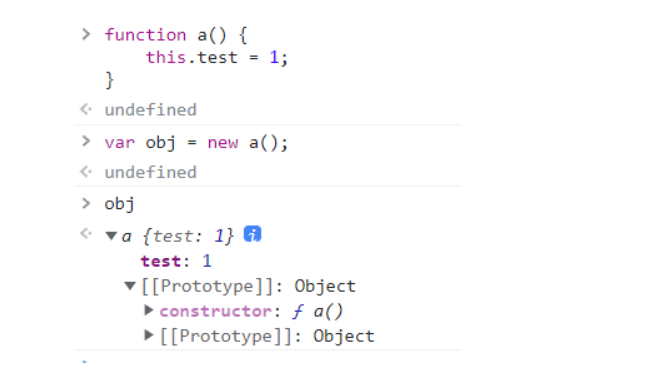 > function a() {
this.test = 1;
}
<· undefined
> var obj = new a();
<· undefined
> obj
<· ▼a {test: 1} i
test: 1
▼[[Prototype]]: Object
▶constructor: ƒ a()
▶[[Prototype]]: Object